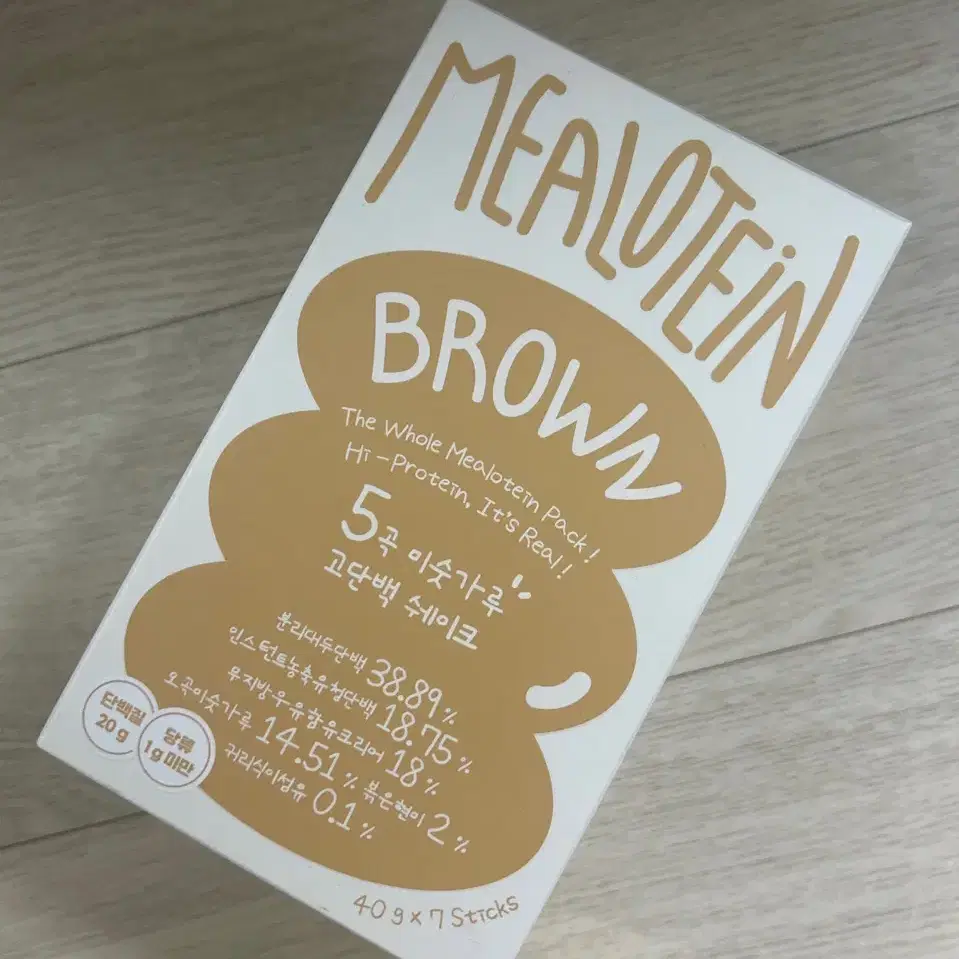 MEALOTEiN
BROWN
The Whole Mealotein Pack!
Hi-Protein, It's Real!
5곡 미숫가루
고단백 쉐이크
분리대두단백 38.89%
인스턴트농축유청단백 18.75%
무지방우유함유크리머 18%
오곡미숫가루 14.51% 볶은현미 2%
귀리식이섬유 0.1%
단백질
20g
당류
1g미만
40g x 7 Sticks